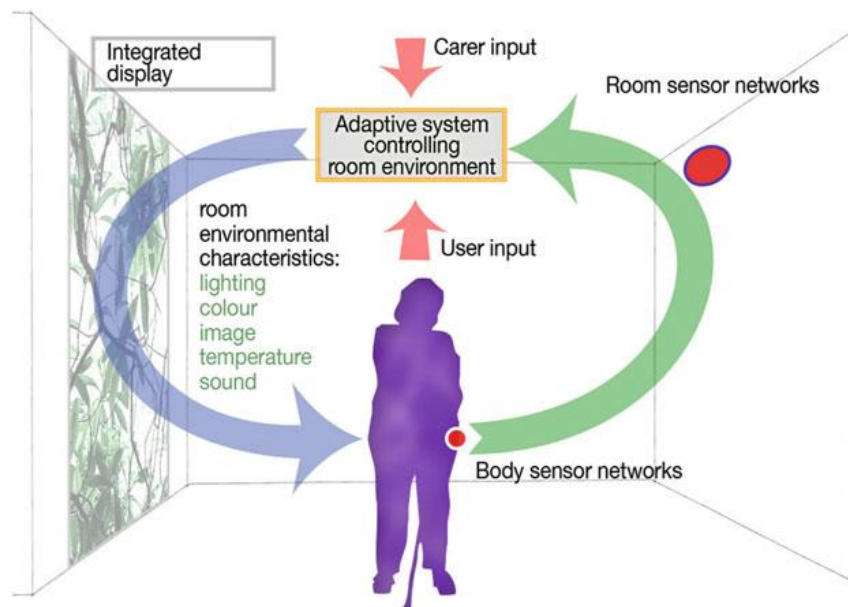 Integrated
display
Carer input
Room sensor networks
Adaptive system
controlling
room environment
room
environmental
characteristics:
lighting
colour
image
temperature
sound
User input
Body sensor networks